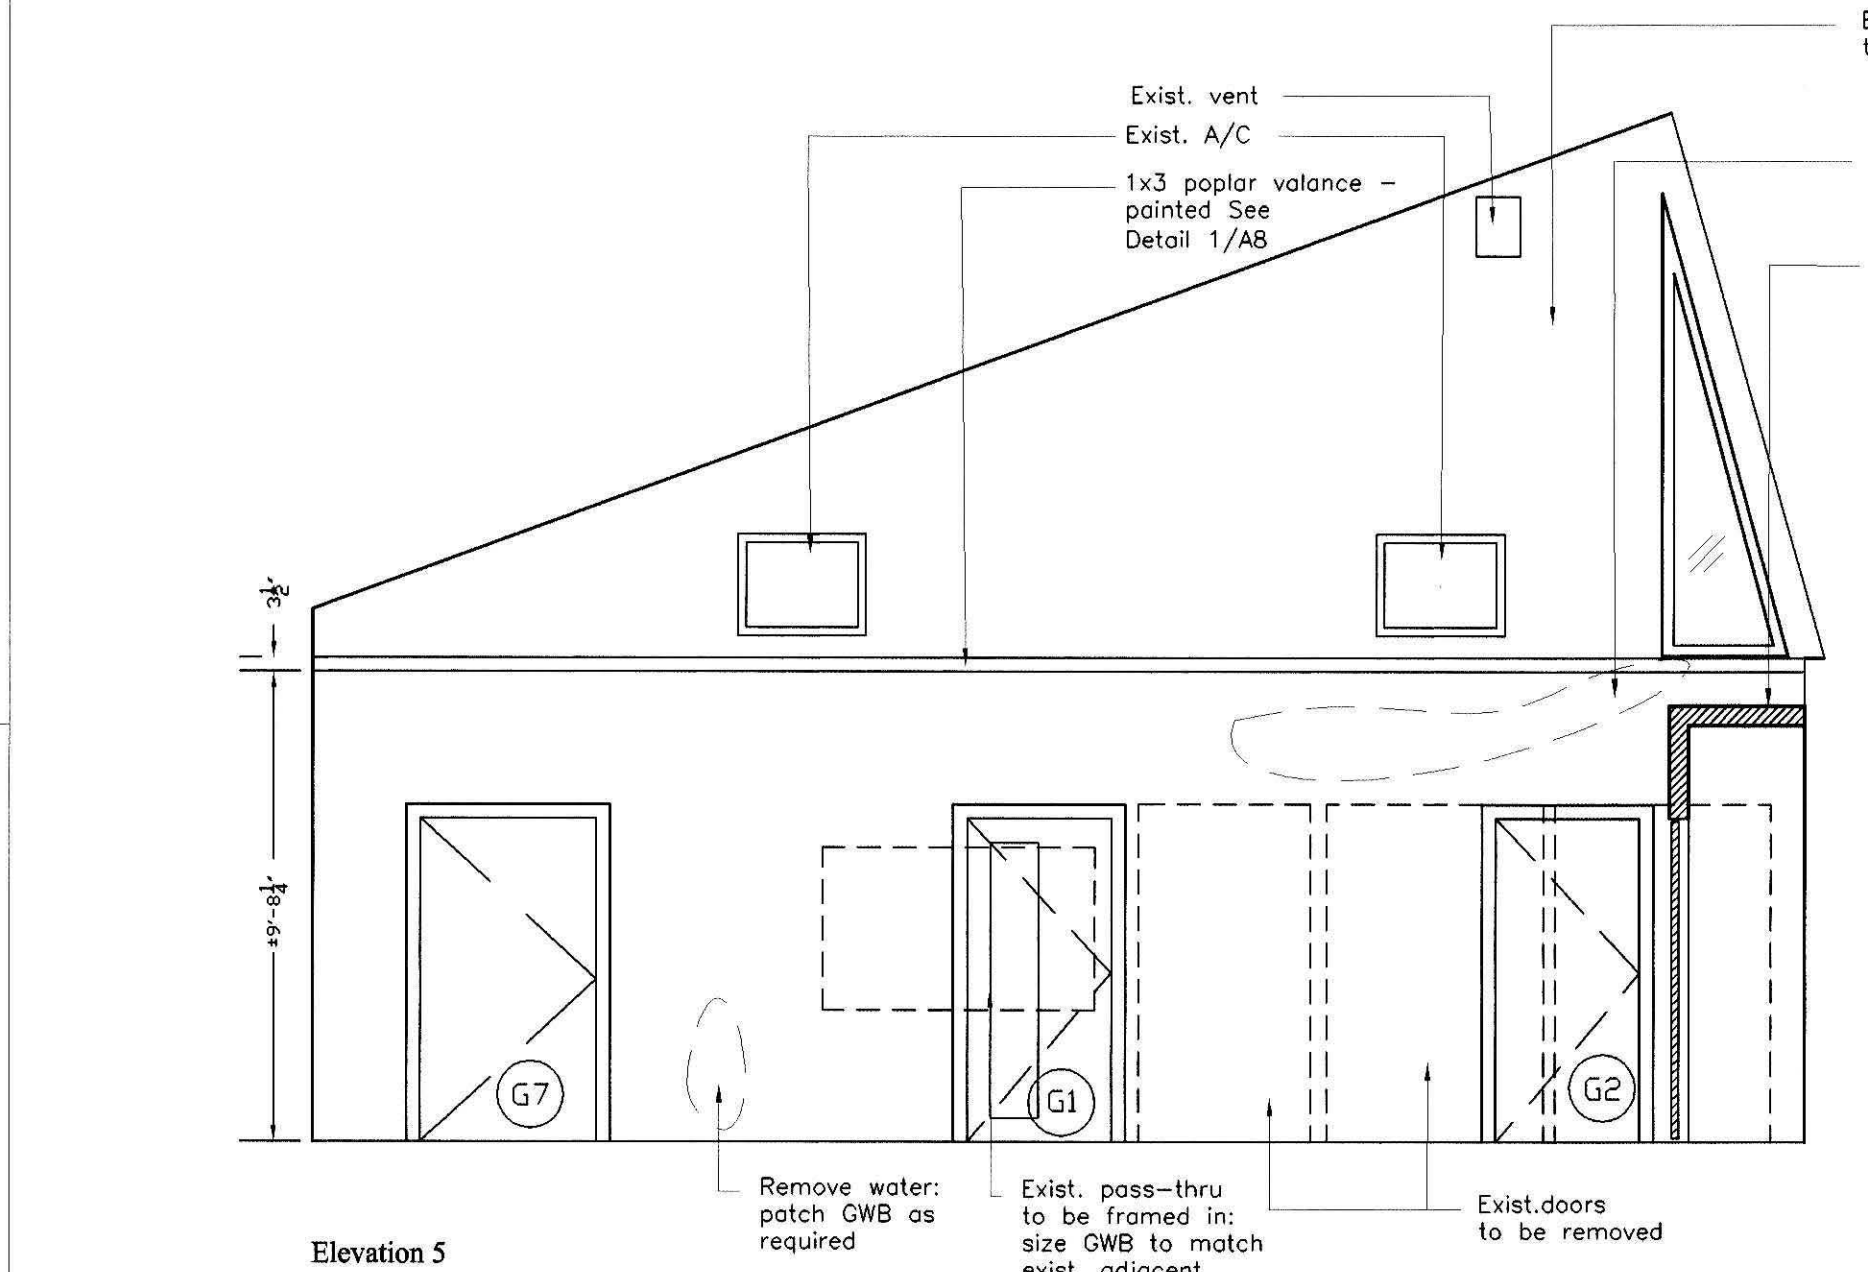 E
t
Exist. vent
Exist. A/C
1x3 poplar valance -
painted See
Detail 1/A8
3½″
±9′-8¼″
G7
G1
G2
Remove water:
patch GWB as
required
Exist. pass-thru
to be framed in:
size GWB to match
exist. adjacent
Exist.doors
to be removed
Elevation 5